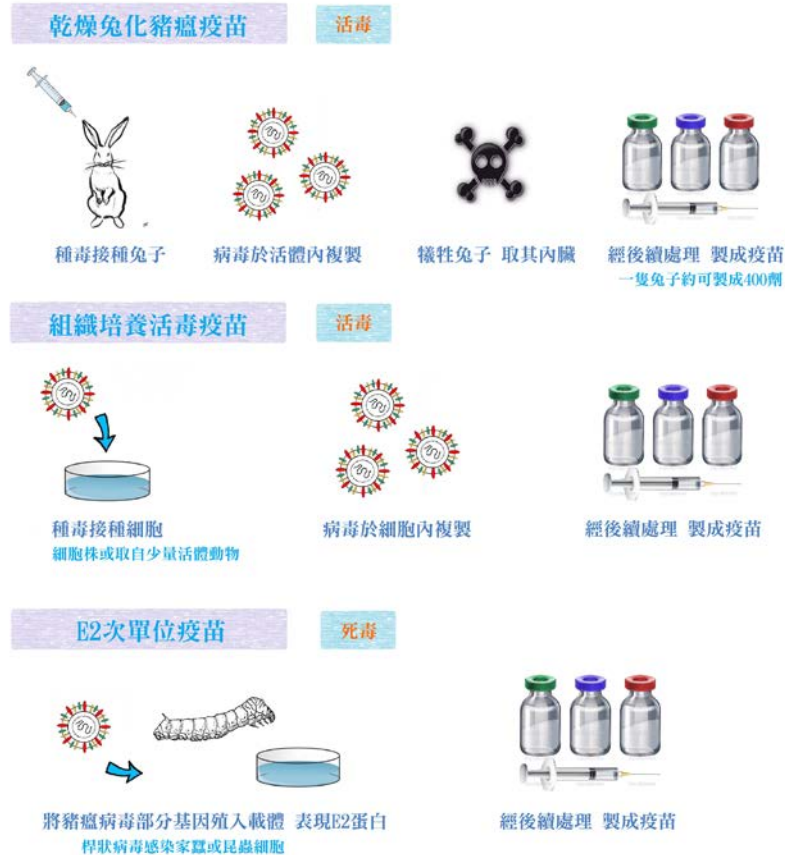 乾燥兔化豬瘟疫苗
活毒
種毒接種兔子
病毒於活體內複製
犧牲兔子 取其內臟
經後續處理 製成疫苗
一隻兔子約可製成400劑
組織培養活毒疫苗
活毒
種毒接種細胞
細胞株或取自少量活體動物
病毒於細胞內複製
經後續處理 製成疫苗
E2次單位疫苗
死毒
將豬瘟病毒部分基因殖入載體 表現E2蛋白
桿狀病毒感染家蠶或昆蟲細胞
經後續處理 製成疫苗